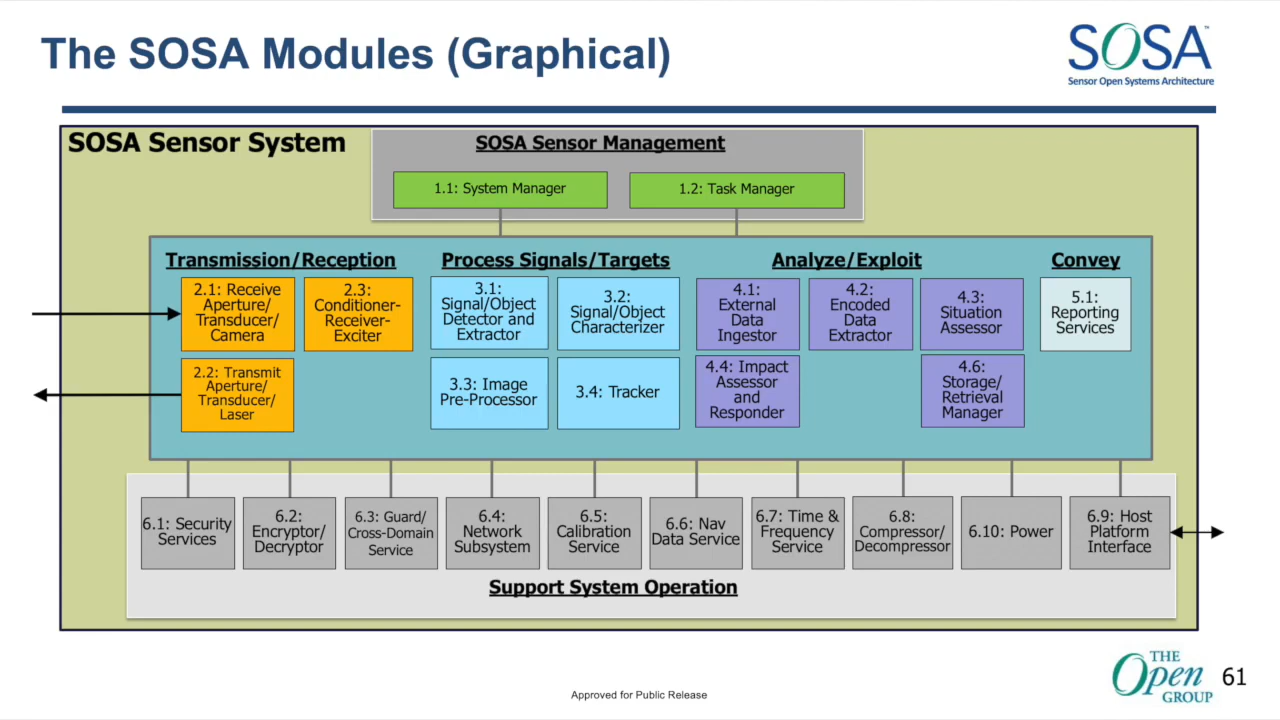 The SOSA Modules (Graphical)
SOSA™
Sensor Open Systems Architecture
SOSA Sensor System
SOSA Sensor Management
1.1: System Manager
1.2: Task Manager
Transmission/Reception
Process Signals/Targets
Analyze/Exploit
Convey
2.1: Receive
Aperture/
Transducer/
Camera
2.3:
Conditioner-
Receiver-
Exciter
3.1:
Signal/Object
Detector and
Extractor
3.2:
Signal/Object
Characterizer
4.1:
External
Data
Ingestor
4.2:
Encoded
Data
Extractor
4.3:
Situation
Assessor
5.1:
Reporting
Services
2.2: Transmit
Aperture/
Transducer/
Laser
3.3: Image
Pre-Processor
3.4: Tracker
4.4: Impact
Assessor
and
Responder
4.6:
Storage/
Retrieval
Manager
6.1: Security
Services
6.2:
Encryptor/
Decryptor
6.3: Guard/
Cross-Domain
Service
6.4:
Network
Subsystem
6.5:
Calibration
Service
6.6: Nav
Data Service
6.7: Time &
Frequency
Service
6.8:
Compressor/
Decompressor
6.10: Power
6.9: Host
Platform
Interface
Support System Operation
THE
Open
GROUP
61
Approved for Public Release